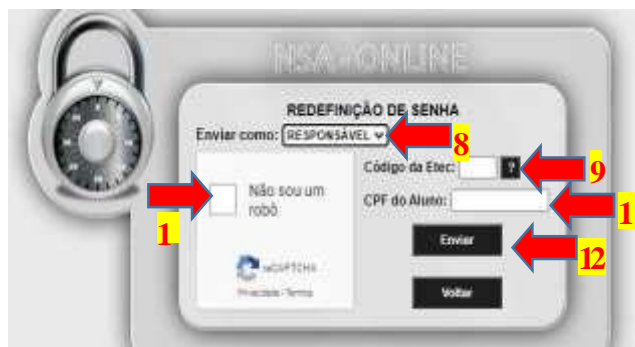 NSA - ONLINE
REDEFINIÇÃO DE SENHA
Enviar como: RESPONSÁVEL
8
Código da Etec: ?
9
Não sou um
robô
CPF do Aluno:
1
1
reCAPTCHA
Privacidade - Termos
Enviar
12
Voltar